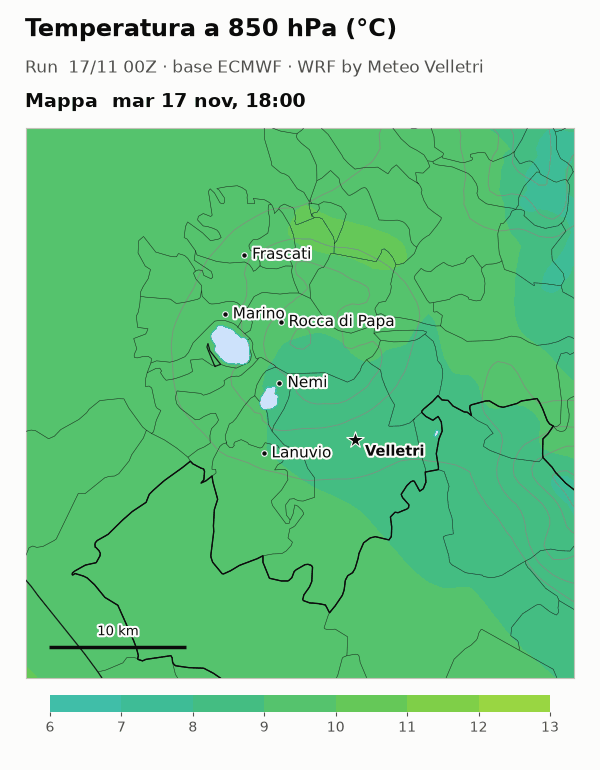 Temperatura a 850 hPa (°C)
Run  17/11 00Z · base ECMWF · WRF by Meteo Velletri
Mappa  mar 17 nov, 18:00
Frascati
Marino
Rocca di Papa
Nemi
Velletri
Lanuvio
10 km
6 7 8 9 10 11 12 13